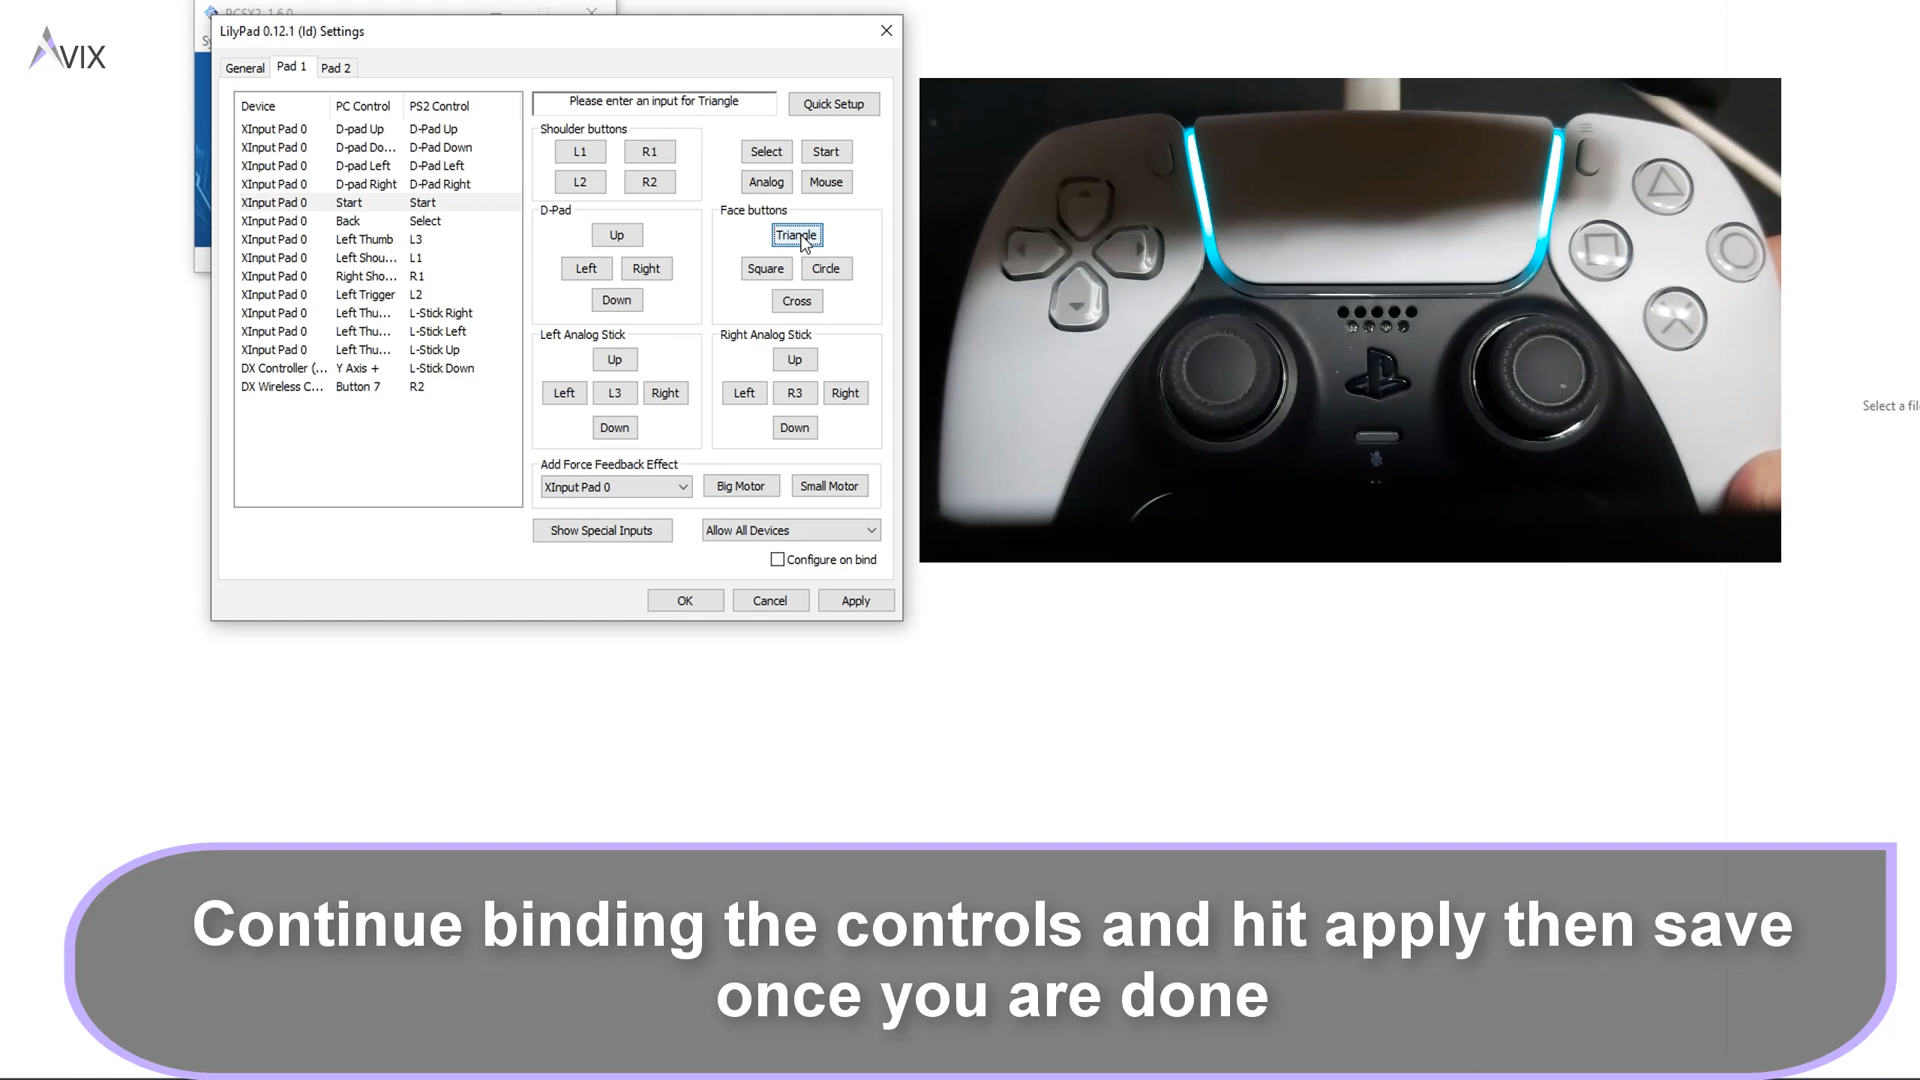 AVIX
PCSX2 1.6.0
LilyPad 0.12.1 (ld) Settings
General Pad 1 Pad 2
Device PC Control PS2 Control
XInput Pad 0 D-pad Up D-Pad Up
XInput Pad 0 D-pad Do... D-Pad Down
XInput Pad 0 D-pad Left D-Pad Left
XInput Pad 0 D-pad Right D-Pad Right
XInput Pad 0 Start Start
XInput Pad 0 Back Select
XInput Pad 0 Left Thumb L3
XInput Pad 0 Left Shou... L1
XInput Pad 0 Right Sho... R1
XInput Pad 0 Left Trigger L2
XInput Pad 0 Left Thu... L-Stick Right
XInput Pad 0 Left Thu... L-Stick Left
XInput Pad 0 Left Thu... L-Stick Up
DX Controller (... Y Axis + L-Stick Down
DX Wireless C... Button 7 R2
Please enter an input for Triangle
Quick Setup
Shoulder buttons
L1 R1
L2 R2
Select Start
Analog Mouse
D-Pad
Up
Left Right
Down
Face buttons
Triangle
Square Circle
Cross
Left Analog Stick
Up
Left L3 Right
Down
Right Analog Stick
Up
Left R3 Right
Down
Add Force Feedback Effect
XInput Pad 0 Big Motor Small Motor
Show Special Inputs Allow All Devices
Configure on bind
OK Cancel Apply
Select a fil
Continue binding the controls and hit apply then save
once you are done